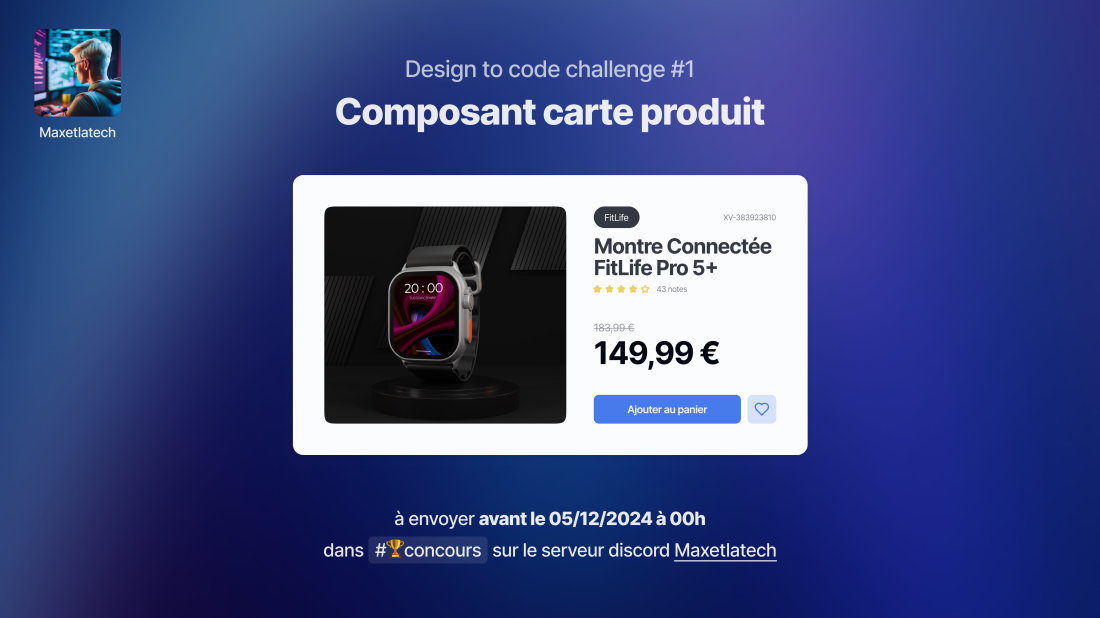 Maxetlatech
Design to code challenge #1
Composant carte produit
20 : 00
FitLife
XV-383923810
Montre Connectée
FitLife Pro 5+
43 notes
183,99 €
149,99 €
Ajouter au panier
à envoyer avant le 05/12/2024 à 00h
dans #🏆concours sur le serveur discord Maxetlatech